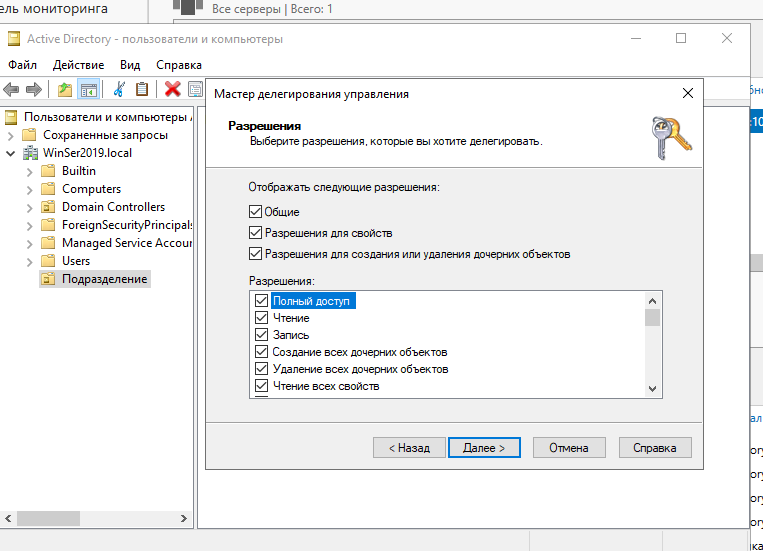 ель мониторинга
Все серверы | Всего: 1
Active Directory - пользователи и компьютеры
Файл Действие Вид Справка
Пользователи и компьютеры
Сохраненные запросы
WinSer2019.local
Builtin
Computers
Domain Controllers
ForeignSecurityPrincipals
Managed Service Accou
Users
Подразделение
Мастер делегирования управления
Разрешения
Выберите разрешения, которые вы хотите делегировать.
Отображать следующие разрешения:
Общие
Разрешения для свойств
Разрешения для создания или удаления дочерних объектов
Разрешения:
Полный доступ
Чтение
Запись
Создание всех дочерних объектов
Удаление всех дочерних объектов
Чтение всех свойств
< Назад
Далее >
Отмена
Справка